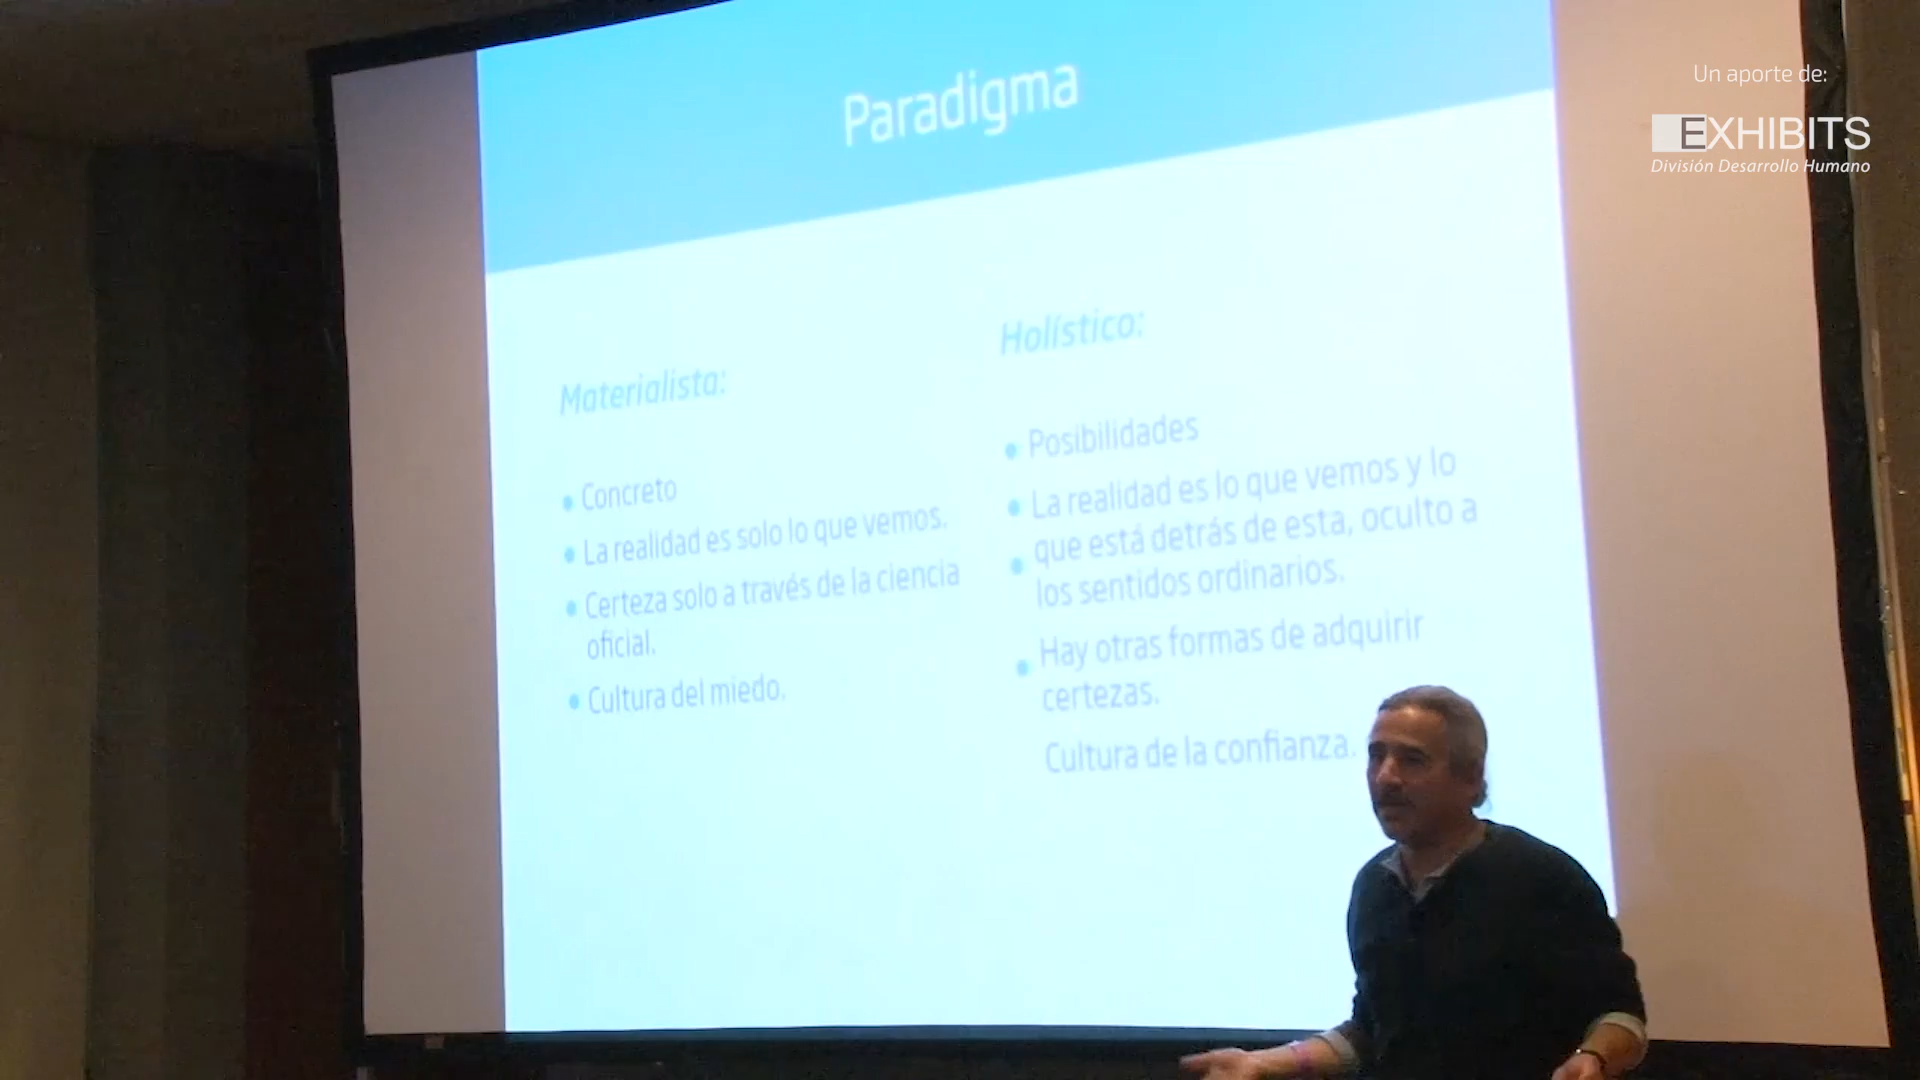 Paradigma
Materialista:
• Concreto
• La realidad es solo lo que vemos.
• Certeza solo a través de la ciencia
oficial.
• Cultura del miedo.
Holístico:
• Posibilidades
• La realidad es lo que vemos y lo
que está detrás de esta, oculto a
• los sentidos ordinarios.
• Hay otras formas de adquirir
certezas.
Cultura de la confianza.
Un aporte de:
EXHIBITS
División Desarrollo Humano